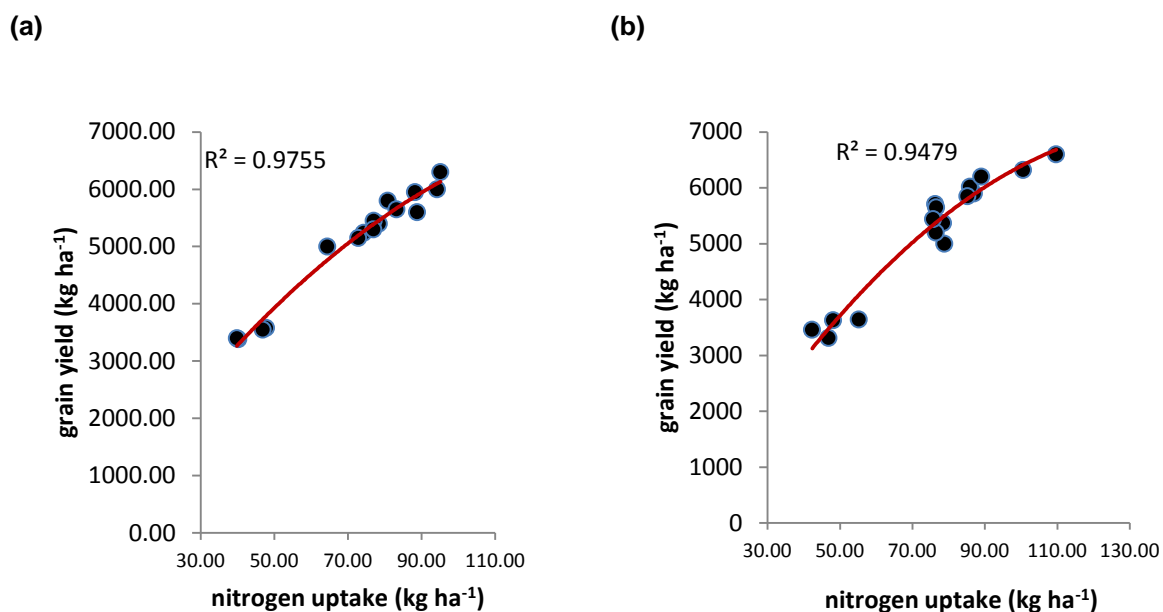 (a)
(b)
R² = 0.9755
7000.00
6000.00
5000.00
4000.00
3000.00
2000.00
1000.00
0.00
grain yield (kg ha⁻¹)
30.00 50.00 70.00 90.00 110.00
nitrogen uptake (kg ha⁻¹)
R² = 0.9479
7000
6000
5000
4000
3000
2000
1000
0
grain yield (kg ha⁻¹)
30.00 50.00 70.00 90.00 110.00 130.00
nitrogen uptake (kg ha⁻¹)